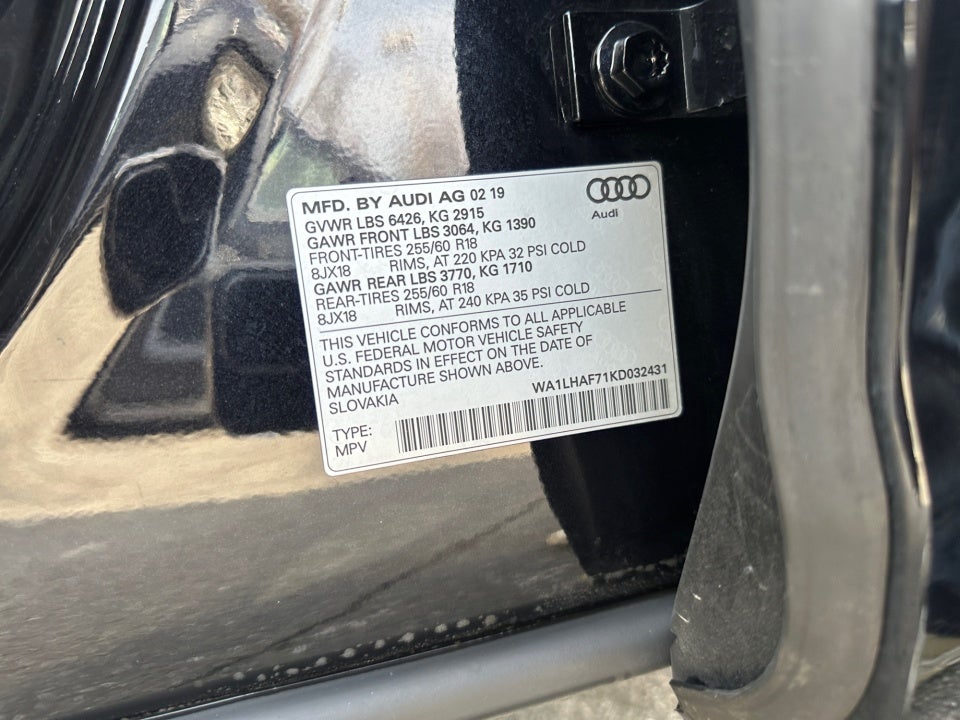 MFD. BY AUDI AG 02 19
Audi
GVWR LBS 6426, KG 2915
GAWR FRONT LBS 3064, KG 1390
FRONT-TIRES 255/60 R18
8JX18 RIMS, AT 220 KPA 32 PSI COLD
GAWR REAR LBS 3770, KG 1710
REAR-TIRES 255/60 R18
8JX18 RIMS, AT 240 KPA 35 PSI COLD
THIS VEHICLE CONFORMS TO ALL APPLICABLE
U.S. FEDERAL MOTOR VEHICLE SAFETY
STANDARDS IN EFFECT ON THE DATE OF
MANUFACTURE SHOWN ABOVE.
SLOVAKIA WA1LHAF71KD032431
TYPE:
MPV